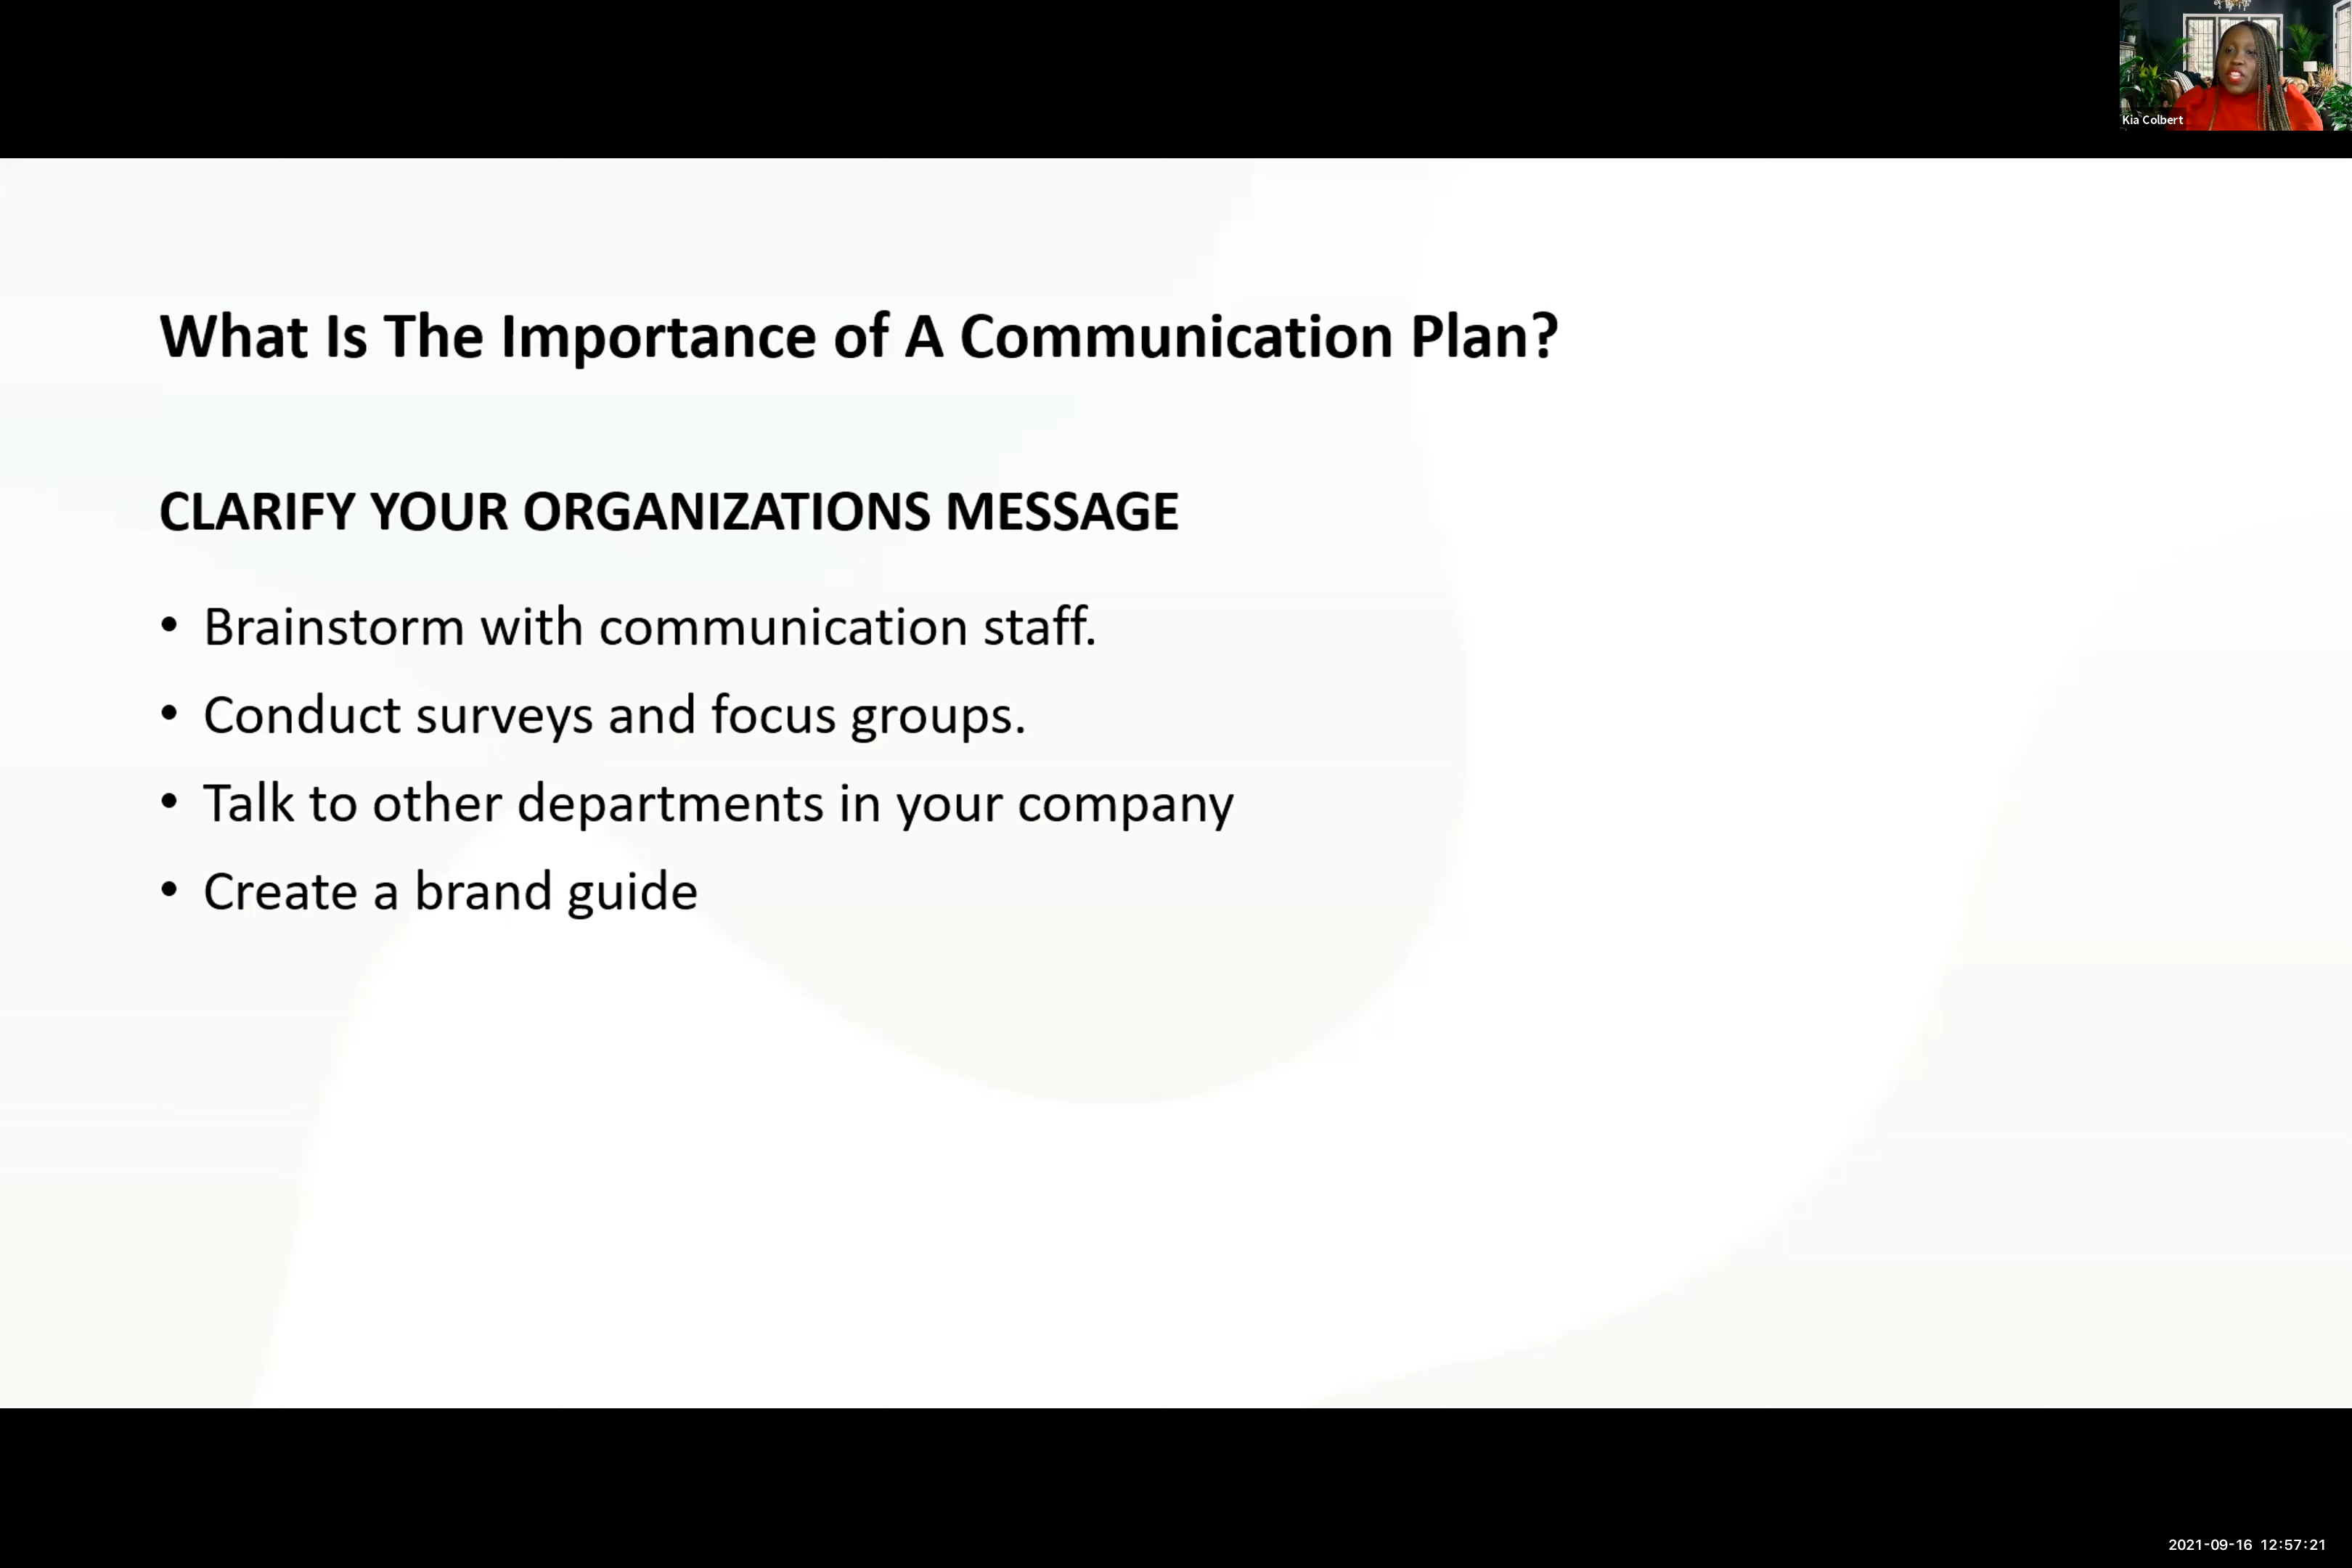 Kia Colbert
What Is The Importance of A Communication Plan?
CLARIFY YOUR ORGANIZATIONS MESSAGE
• Brainstorm with communication staff.
• Conduct surveys and focus groups.
• Talk to other departments in your company
• Create a brand guide
2021-09-16 12:57:21